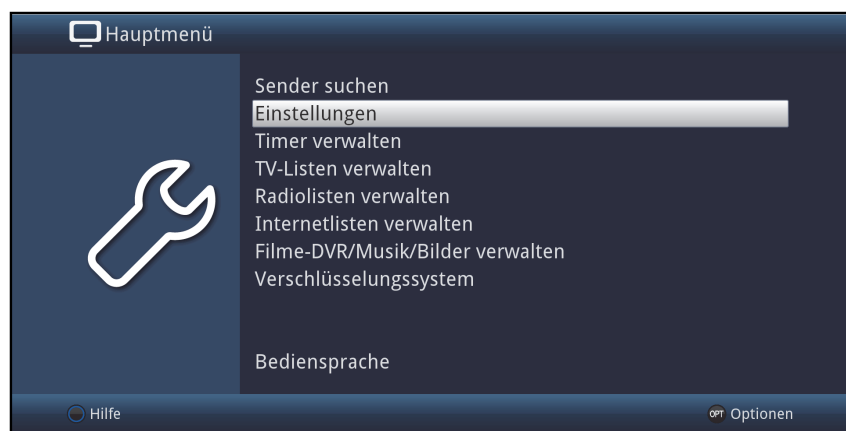 Hauptmenü
Sender suchen
Einstellungen
Timer verwalten
TV-Listen verwalten
Radiolisten verwalten
Internetlisten verwalten
Filme-DVR/Musik/Bilder verwalten
Verschlüsselungssystem
Bediensprache
Hilfe
OPT Optionen